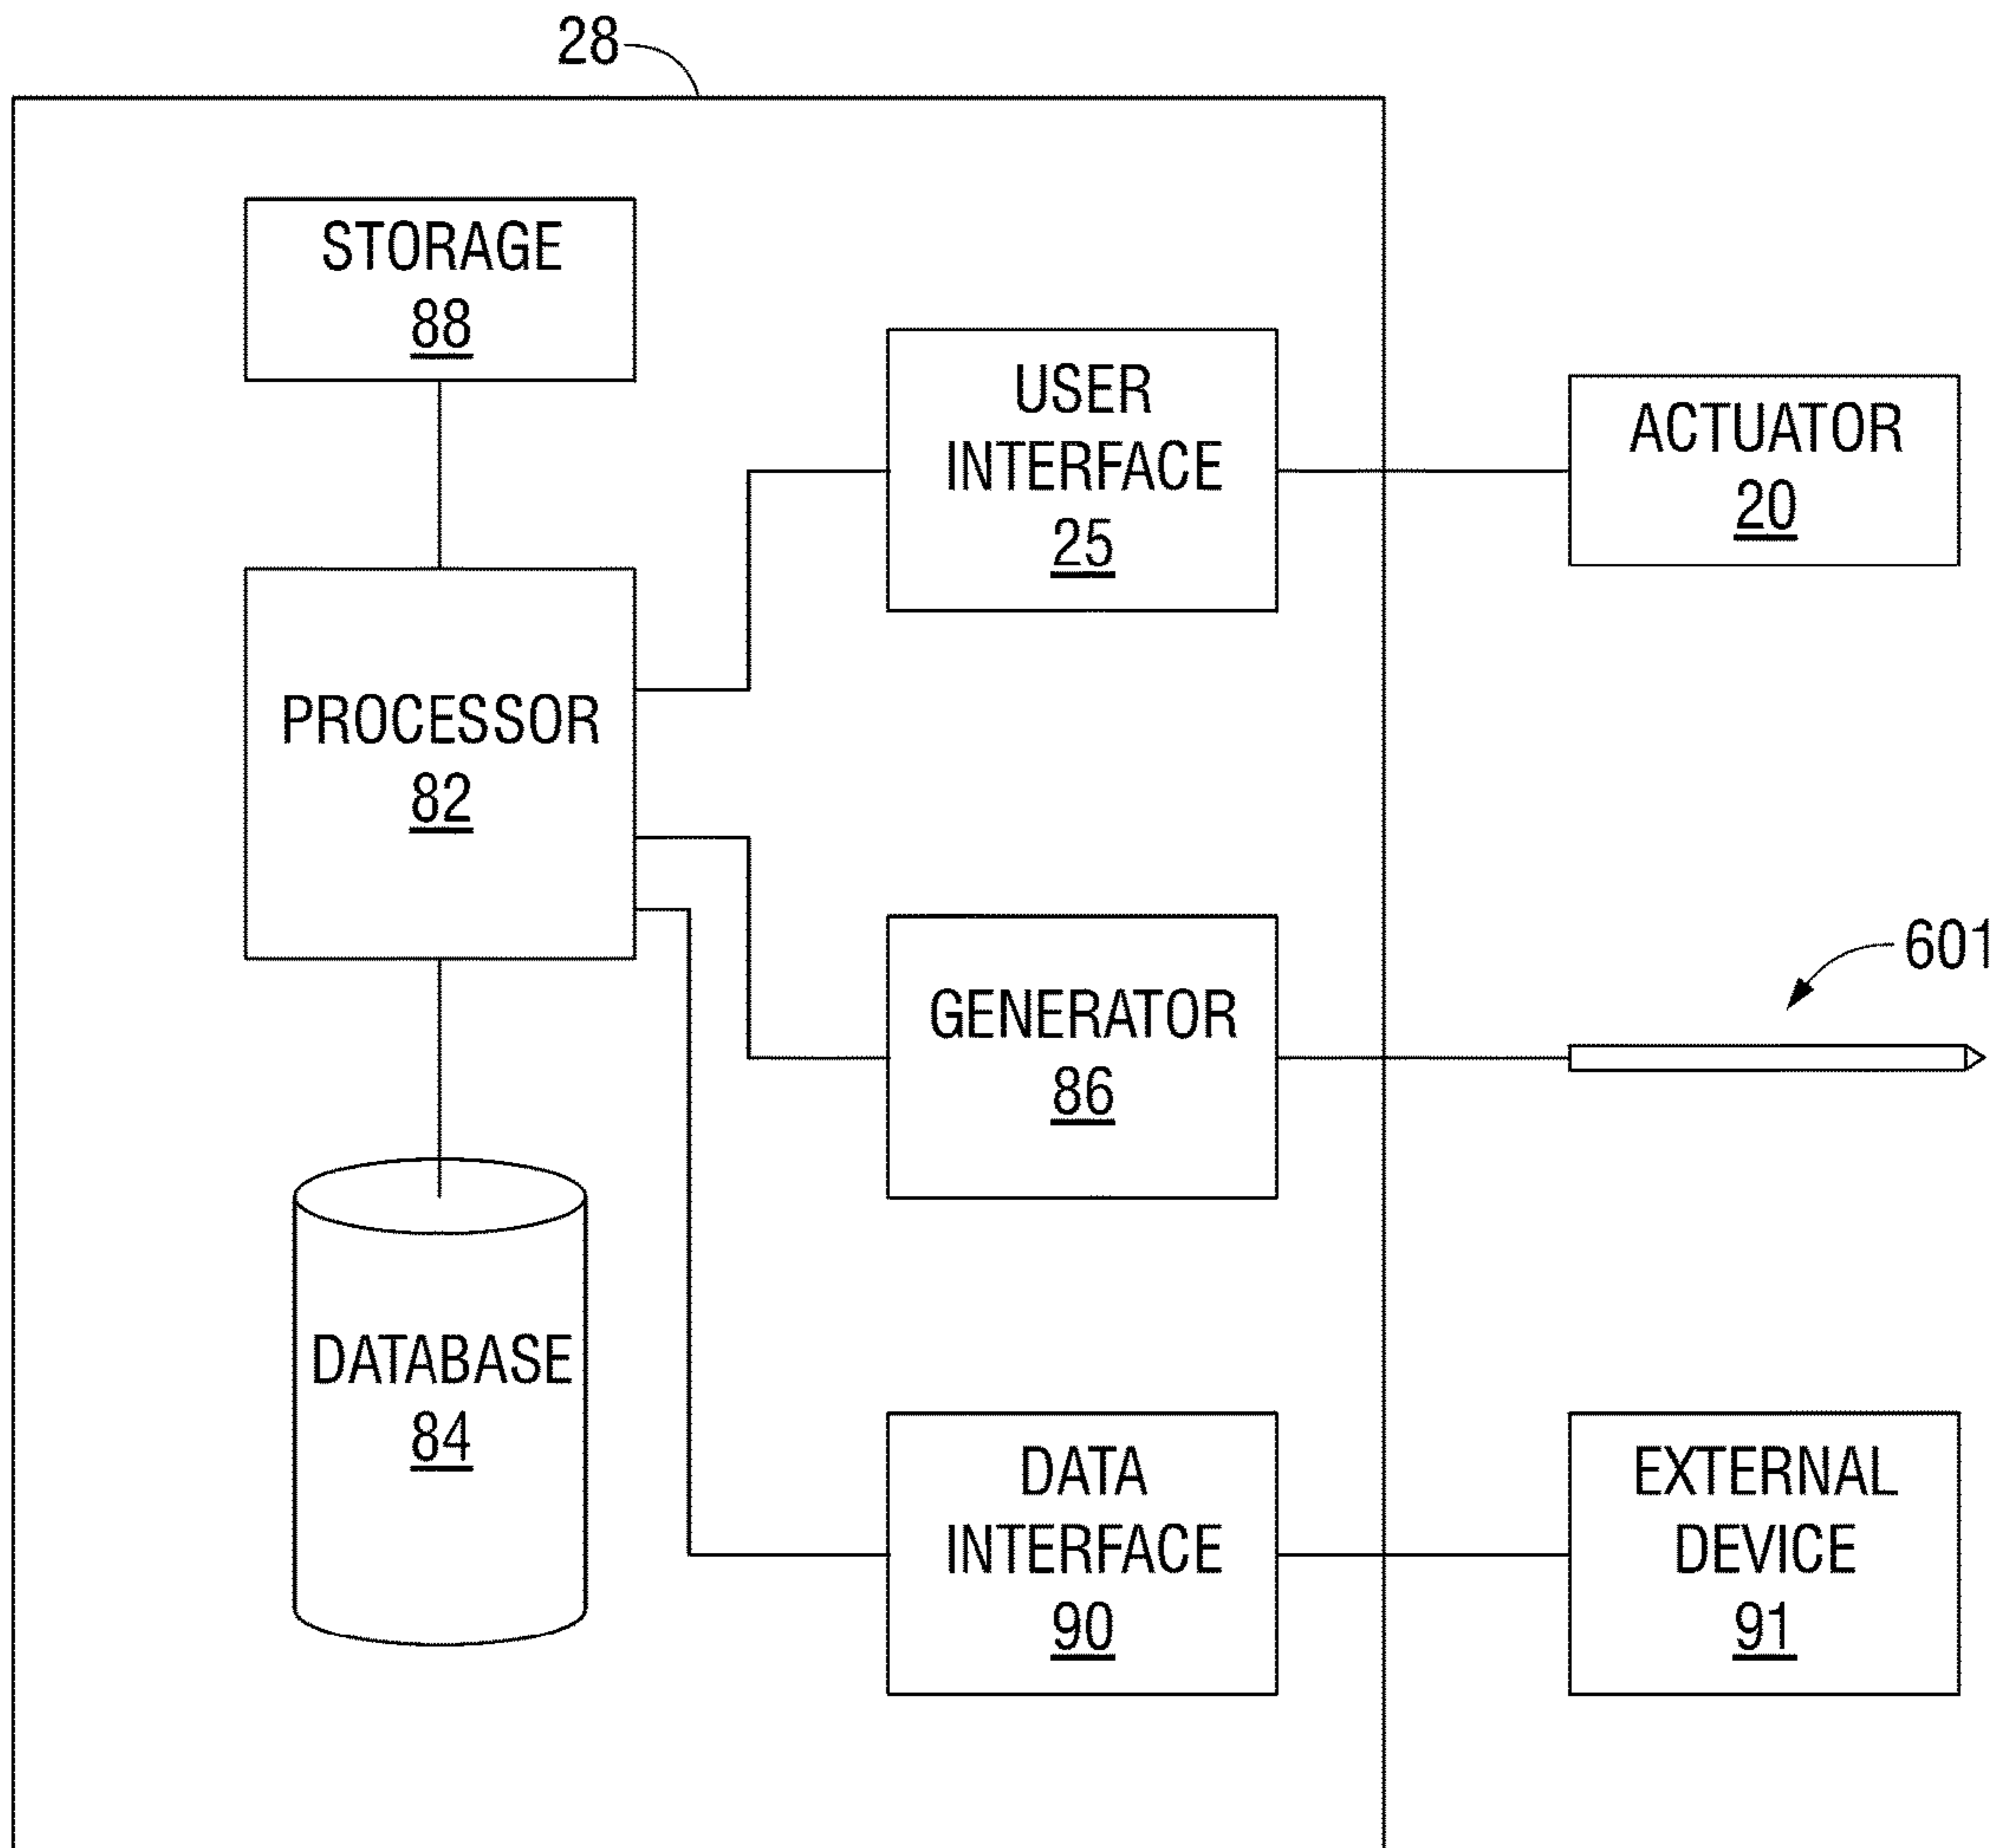 28
STORAGE
88
USER
INTERFACE
25
ACTUATOR
20
PROCESSOR
82
GENERATOR
86
601
DATABASE
84
DATA
INTERFACE
90
EXTERNAL
DEVICE
91